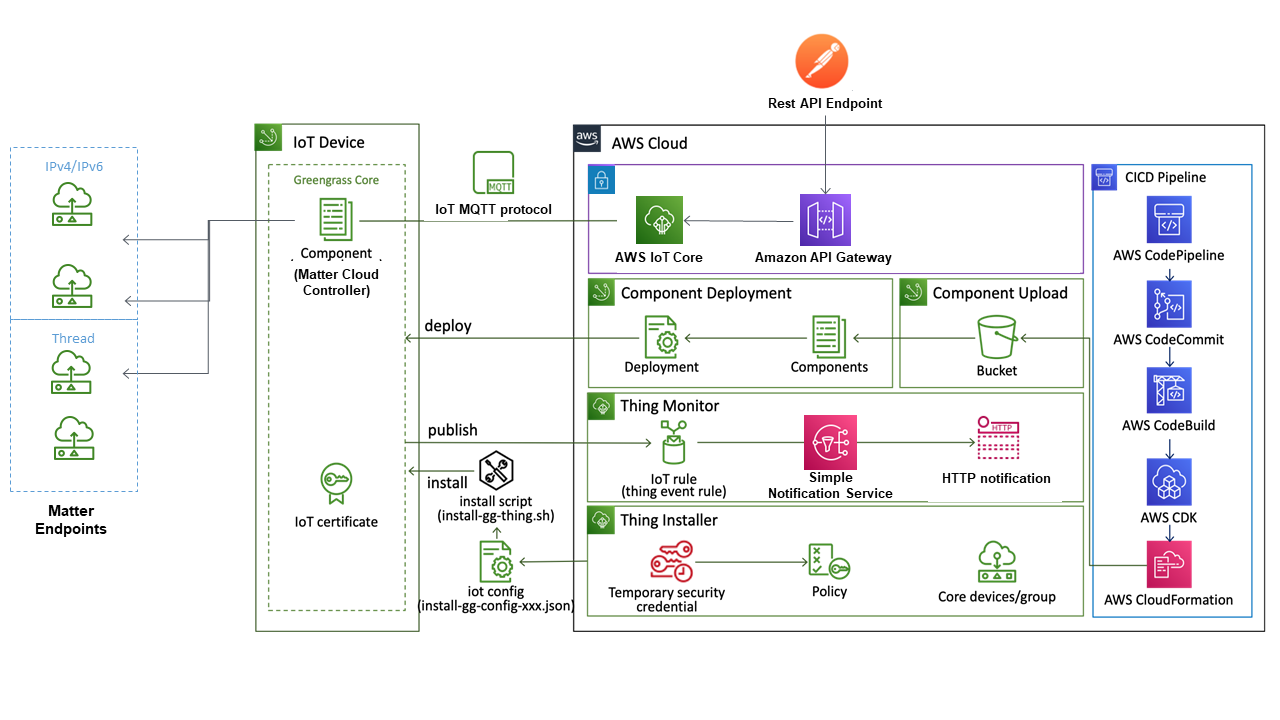 Rest API Endpoint
IPv4/IPv6
Thread
Matter
Endpoints
IoT Device
Greengrass Core
Component
(Matter Cloud
Controller)
IoT certificate
MQTT
IoT MQTT protocol
deploy
publish
install
install script
(install-gg-thing.sh)
iot config
(install-gg-config-xxx.json)
aws
AWS Cloud
AWS IoT Core
Amazon API Gateway
Component Deployment
Deployment
Components
Component Upload
Bucket
Thing Monitor
IoT rule
(thing event rule)
Simple
Notification Service
HTTP
HTTP notification
Thing Installer
Temporary security
credential
Policy
Core devices/group
CICD Pipeline
AWS CodePipeline
AWS CodeCommit
AWS CodeBuild
AWS CDK
AWS CloudFormation